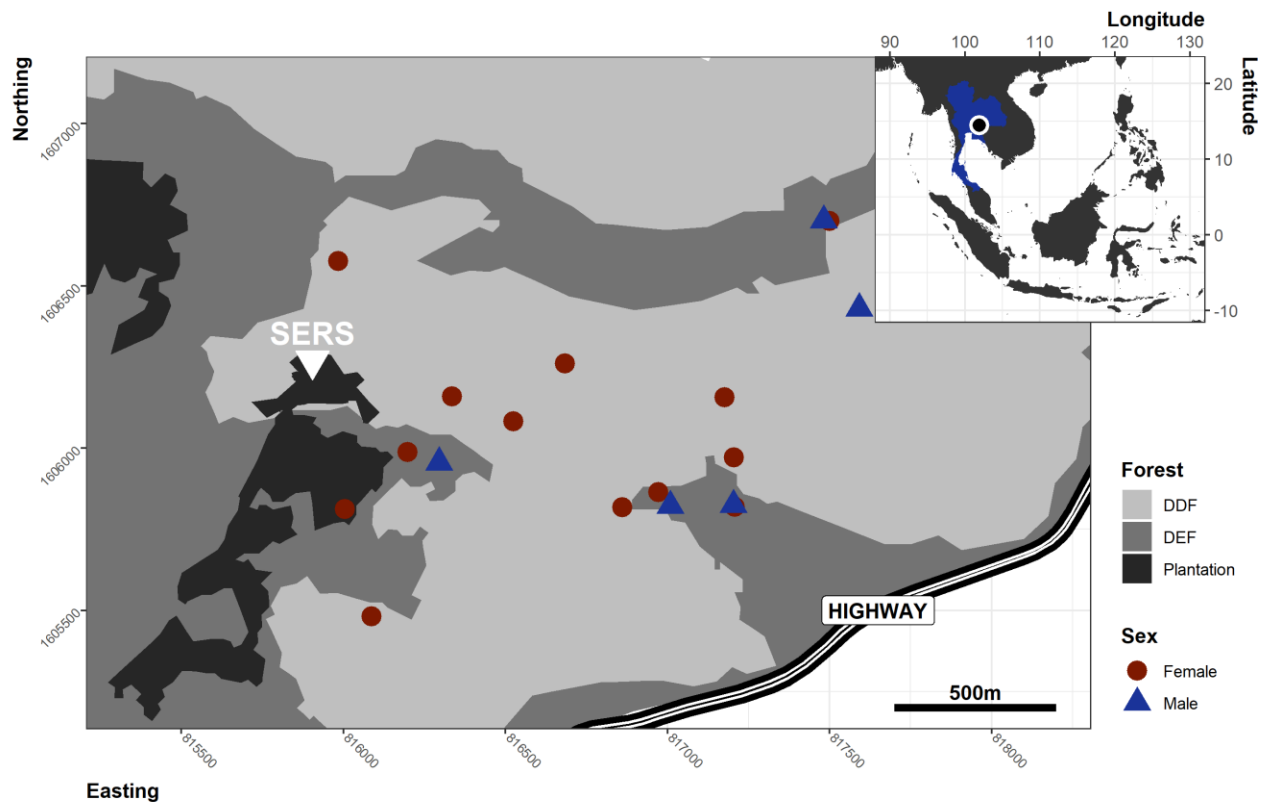 Longitude
90 100 110 120 130
Northing
Latitude
20
10
0
-10
1607000
1606500
1606000
1605500
SERS
HIGHWAY
500m
Forest
DDF
DEF
Plantation
Sex
Female
Male
815500 816000 816500 817000 817500 818000
Easting